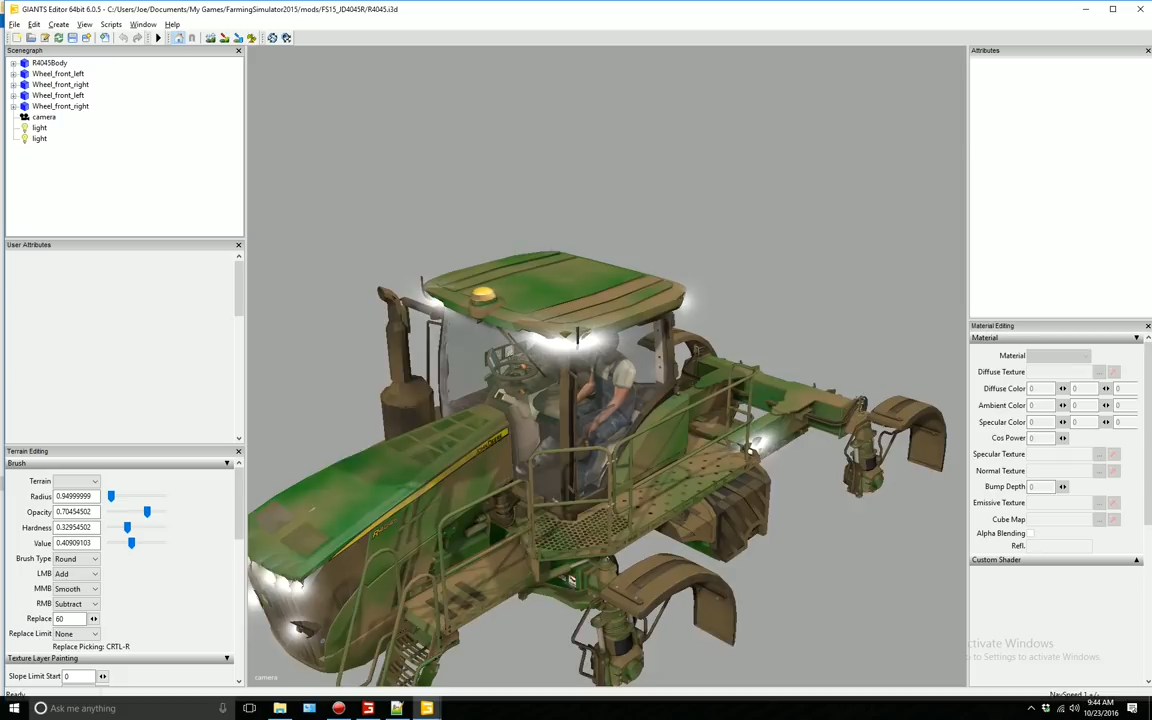 GIANTS Editor 64bit 6.0.5 - C:/Users/Joe/Documents/My Games/FarmingSimulator2015/mods/FS15_JD4045R/R4045.i3d
File Edit Create View Scripts Window Help
Scenegraph
R4045Body
Wheel_front_left
Wheel_front_right
Wheel_front_left
Wheel_front_right
camera
light
light
User Attributes
Terrain Editing
Brush
Terrain
Radius 0.94999999
Opacity 0.70454502
Hardness 0.32954502
Value 0.40909103
Brush Type Round
LMB Add
MMB Smooth
RMB Subtract
Replace 60
Replace Limit None
Replace Picking: CRTL-R
Texture Layer Painting
Slope Limit Start 0
Ready
camera
Attributes
Material Editing
Material
Material
Diffuse Texture ...
Diffuse Color 0 0 0
Ambient Color 0 0 0
Specular Color 0 0 0
Cos Power 0
Specular Texture ...
Normal Texture ...
Bump Depth 0
Emissive Texture ...
Cube Map ...
Alpha Blending
Refl.
Custom Shader
ctivate Windows
o to Settings to activate Windows.
NavSpeed 1 +/-
Ask me anything
9:44 AM
10/23/2016